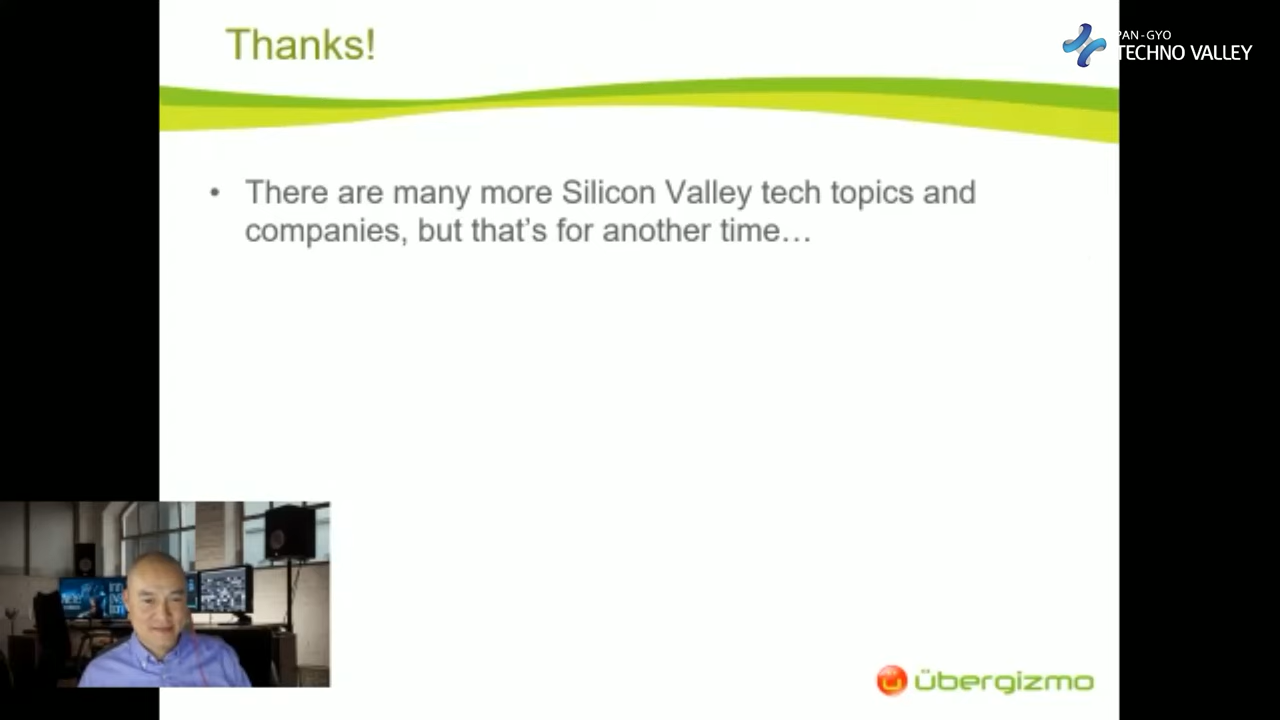 Thanks!
PAN-GYO
TECHNO VALLEY
• There are many more Silicon Valley tech topics and
companies, but that's for another time…
übergizmo